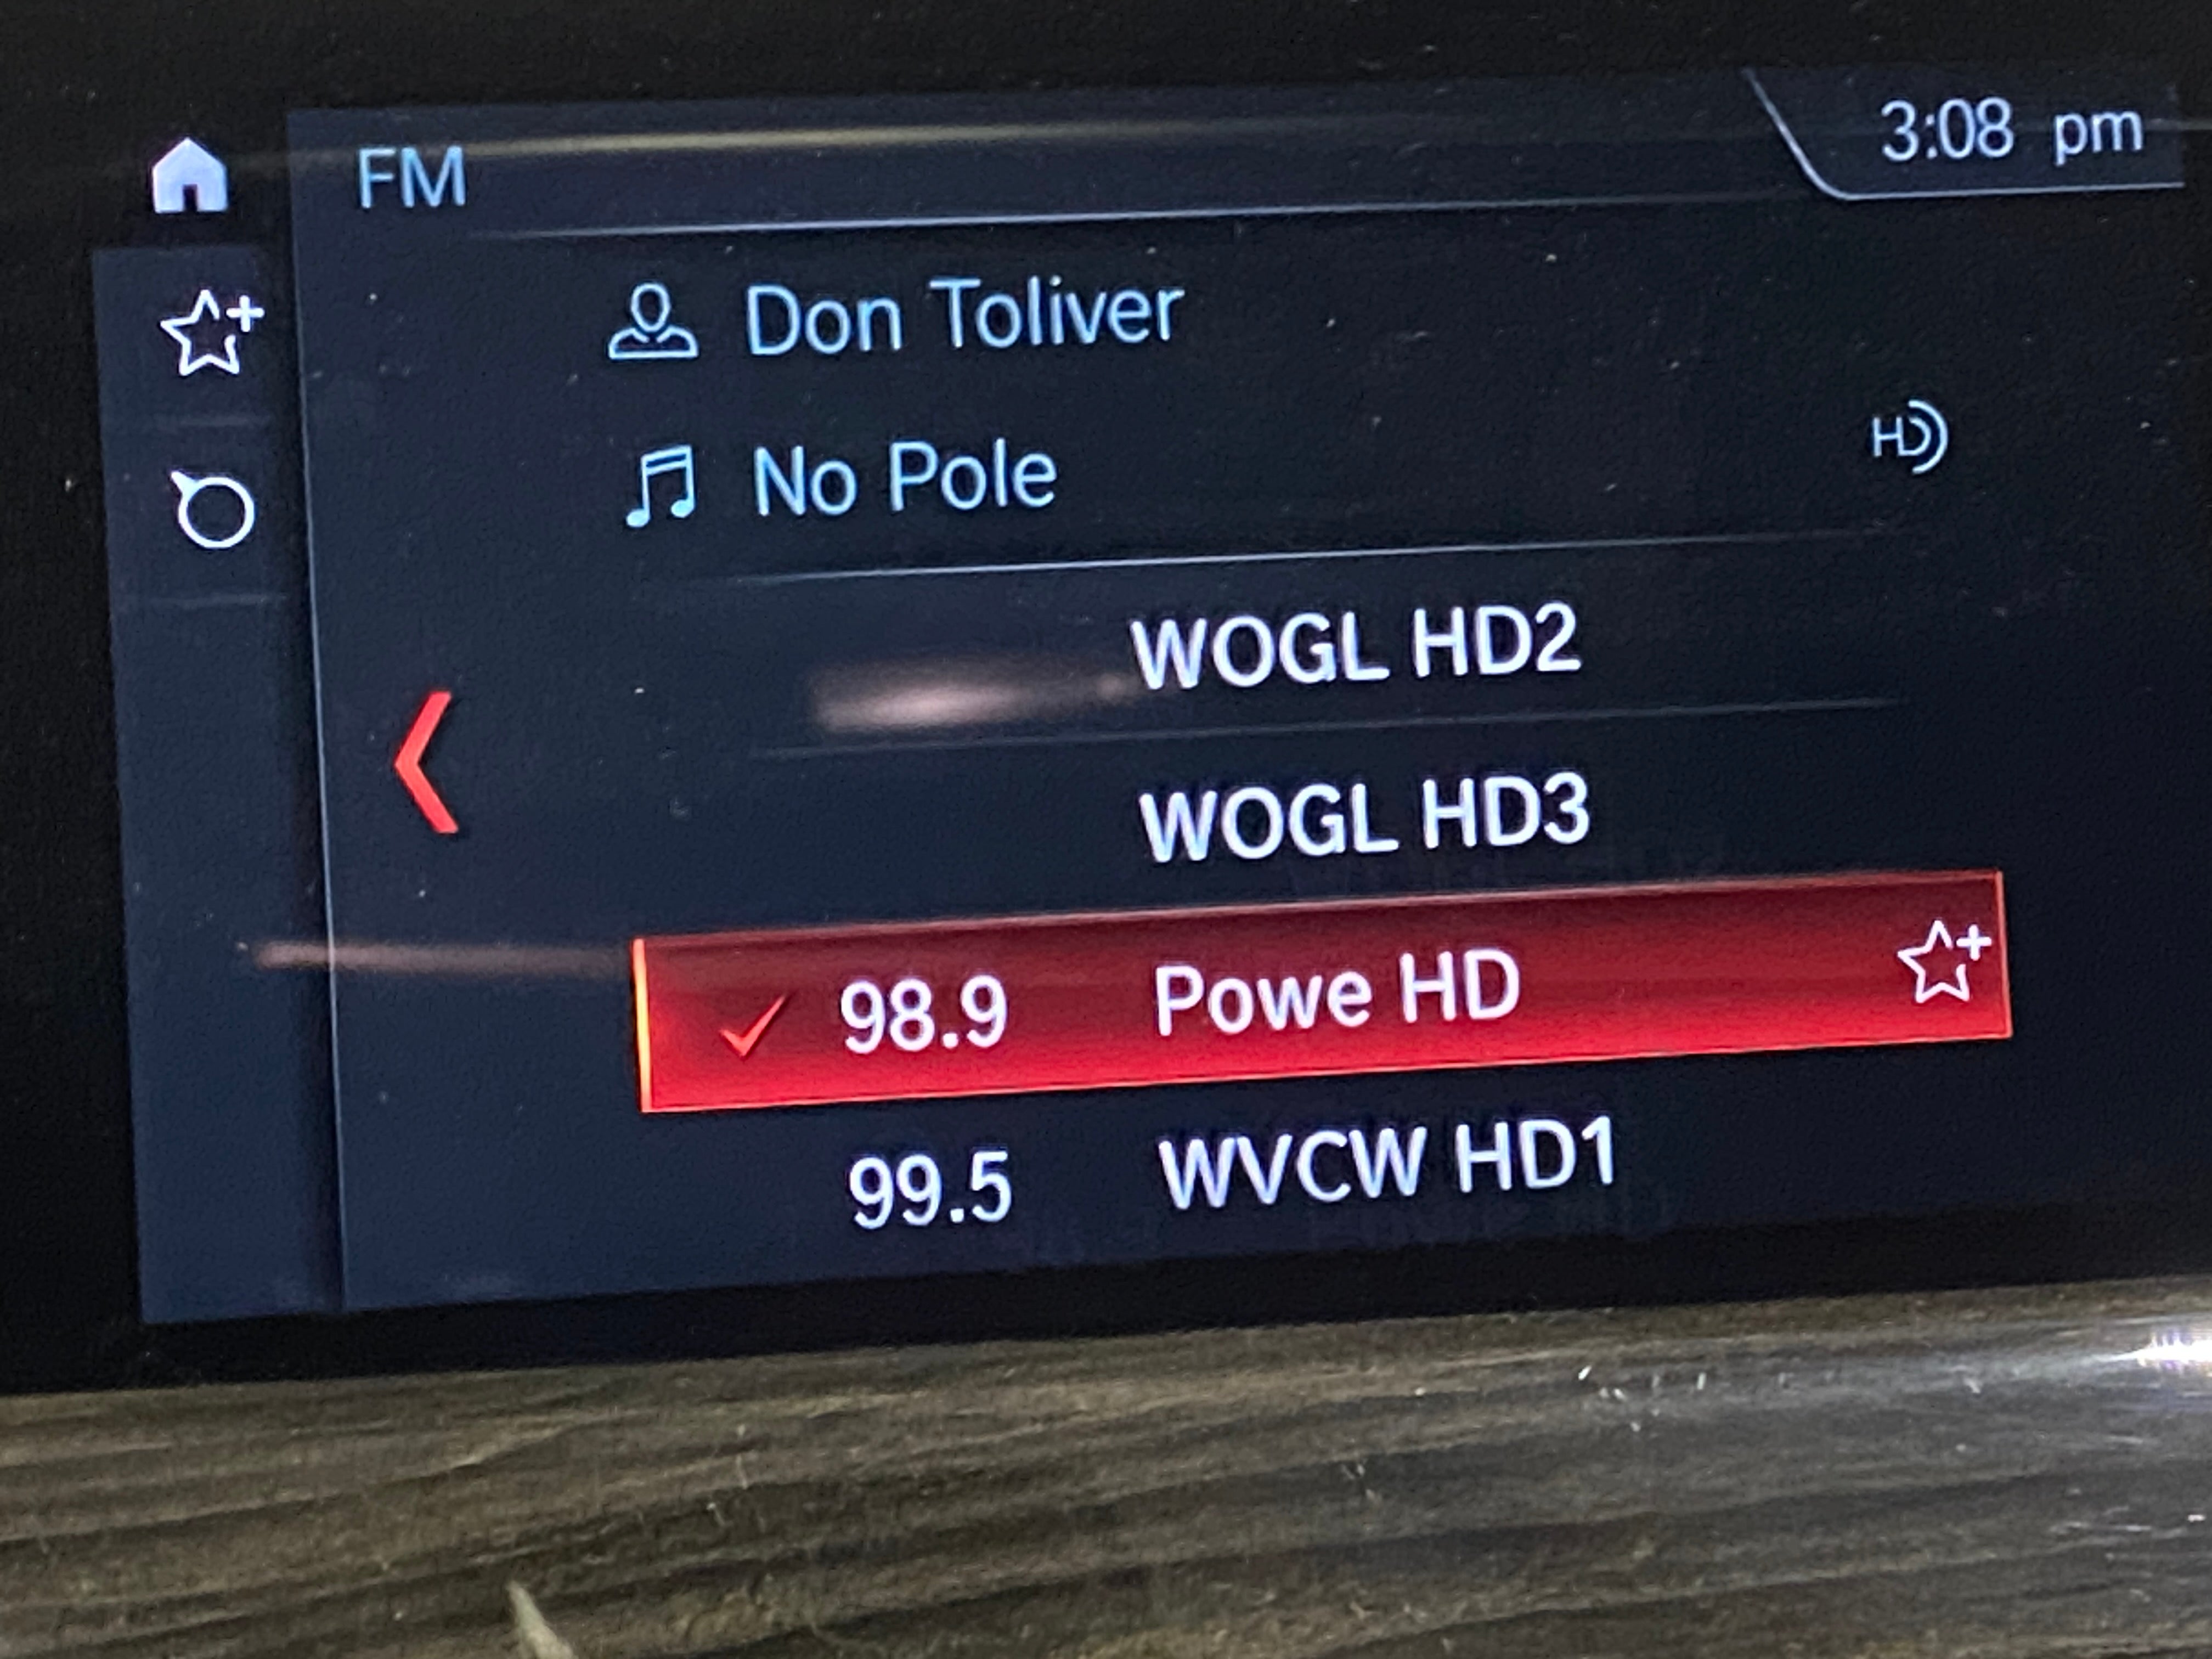 FM
3:08 pm
Don Toliver
No Pole
HD
WOGL HD2
WOGL HD3
98.9 Powe HD
99.5 WVCW HD1